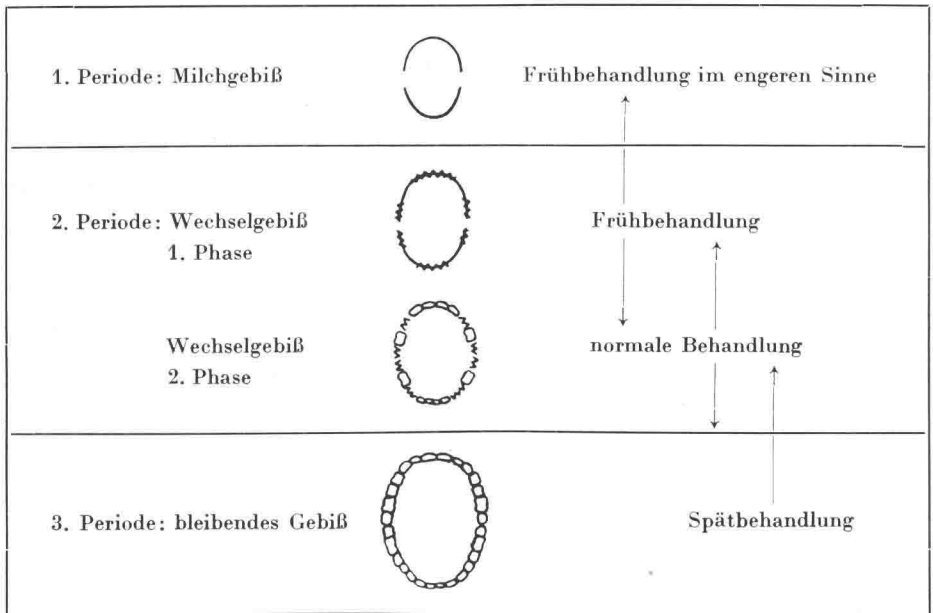 1. Periode: Milchgebiß
Frühbehandlung im engeren Sinne
2. Periode: Wechselgebiß
1. Phase
Frühbehandlung
Wechselgebiß
2. Phase
normale Behandlung
3. Periode: bleibendes Gebiß
Spätbehandlung